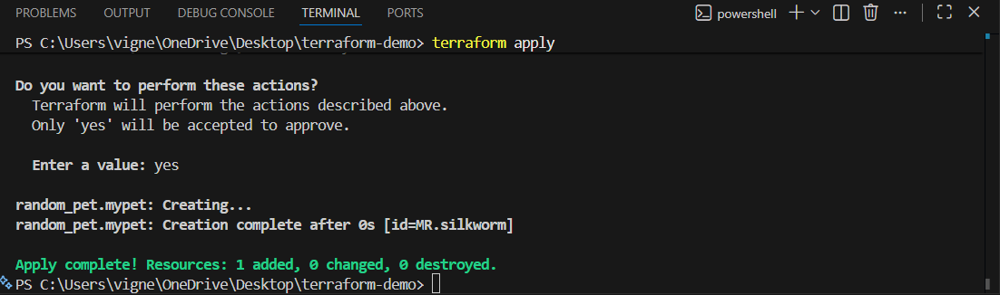 PROBLEMS OUTPUT DEBUG CONSOLE TERMINAL PORTS powershell
PS C:\Users\vigne\OneDrive\Desktop\terraform-demo> terraform apply
Do you want to perform these actions?
Terraform will perform the actions described above.
Only 'yes' will be accepted to approve.
Enter a value: yes
random_pet.mypet: Creating...
random_pet.mypet: Creation complete after 0s [id=MR.silkworm]
Apply complete! Resources: 1 added, 0 changed, 0 destroyed.
PS C:\Users\vigne\OneDrive\Desktop\terraform-demo>